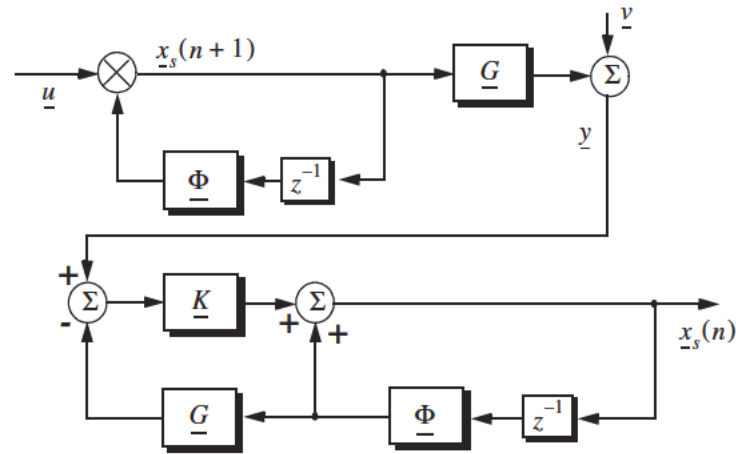 v
x_s(n + 1)
G
Σ
u
y
Φ
z⁻¹
+
Σ
K
Σ
-
+
+
x_s(n)
G
Φ
z⁻¹